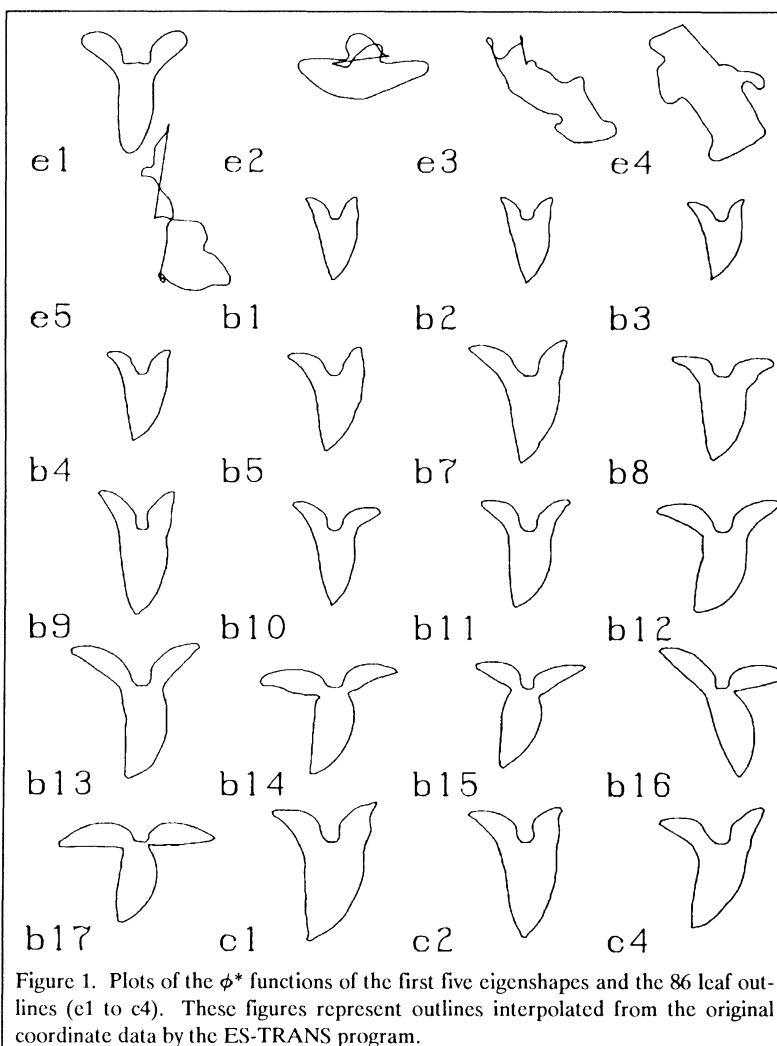 e1 e2 e3 e4
e5 b1 b2 b3
b4 b5 b7 b8
b9 b10 b11 b12
b13 b14 b15 b16
b17 c1 c2 c4
Figure 1. Plots of the ϕ* functions of the first five eigenshapes and the 86 leaf out-
lines (e1 to c4). These figures represent outlines interpolated from the original
coordinate data by the ES-TRANS program.